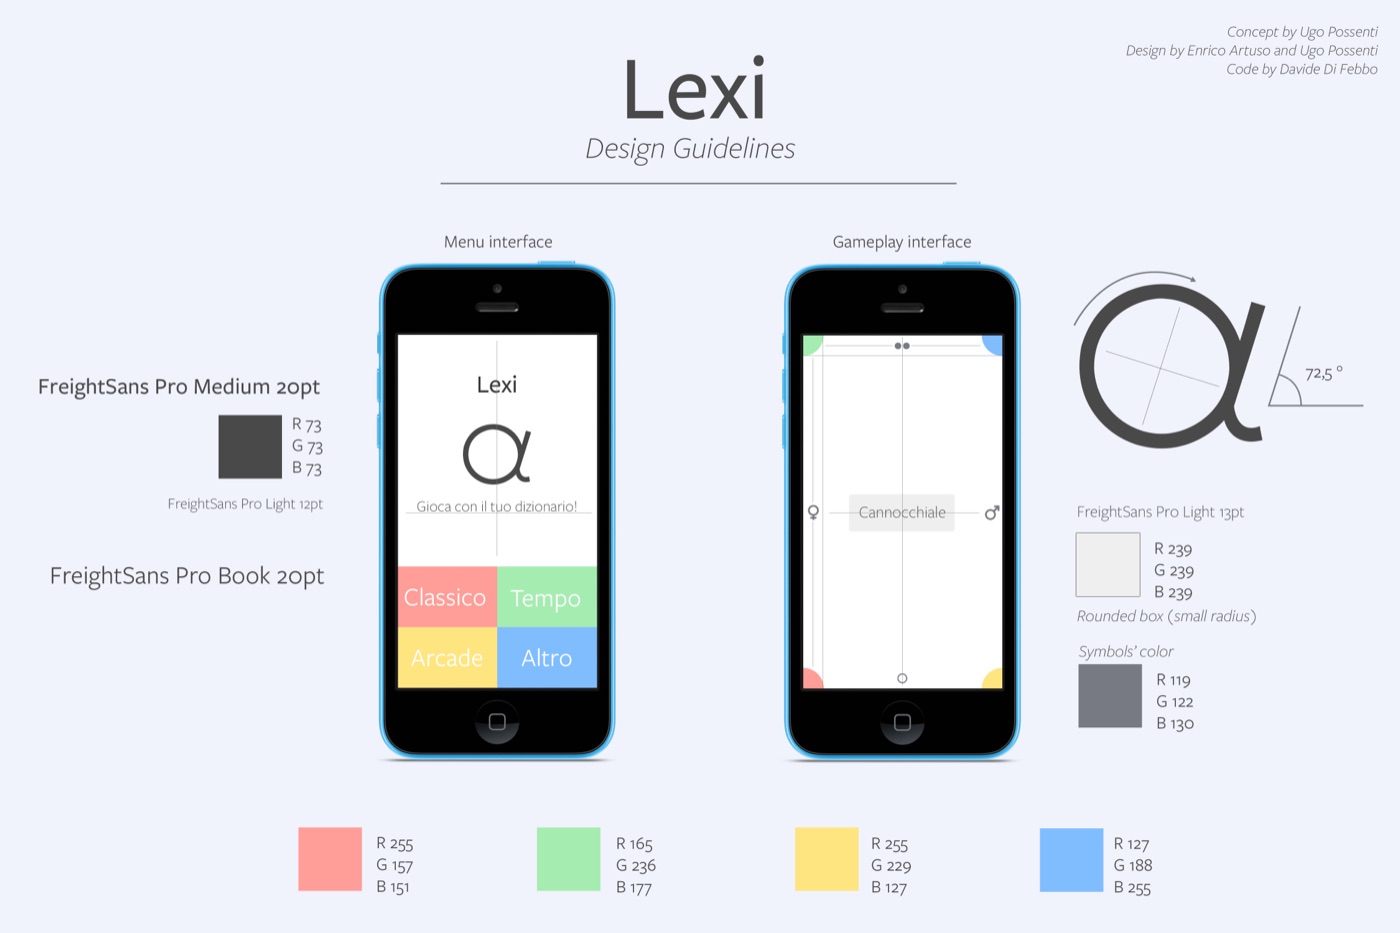 Concept by Ugo Possenti
Design by Enrico Artuso and Ugo Possenti
Code by Davide Di Febbo
Lexi
Design Guidelines
Menu interface
Gameplay interface
FreightSans Pro Medium 20pt
R 73
G 73
B 73
FreightSans Pro Light 12pt
FreightSans Pro Book 20pt
Lexi
α
Gioca con il tuo dizionario!
Classico
Tempo
Arcade
Altro
♀
Cannocchiale
♂
α
72,5 °
FreightSans Pro Light 13pt
R 239
G 239
B 239
Rounded box (small radius)
Symbols' color
R 119
G 122
B 130
R 255
G 157
B 151
R 165
G 236
B 177
R 255
G 229
B 127
R 127
G 188
B 255